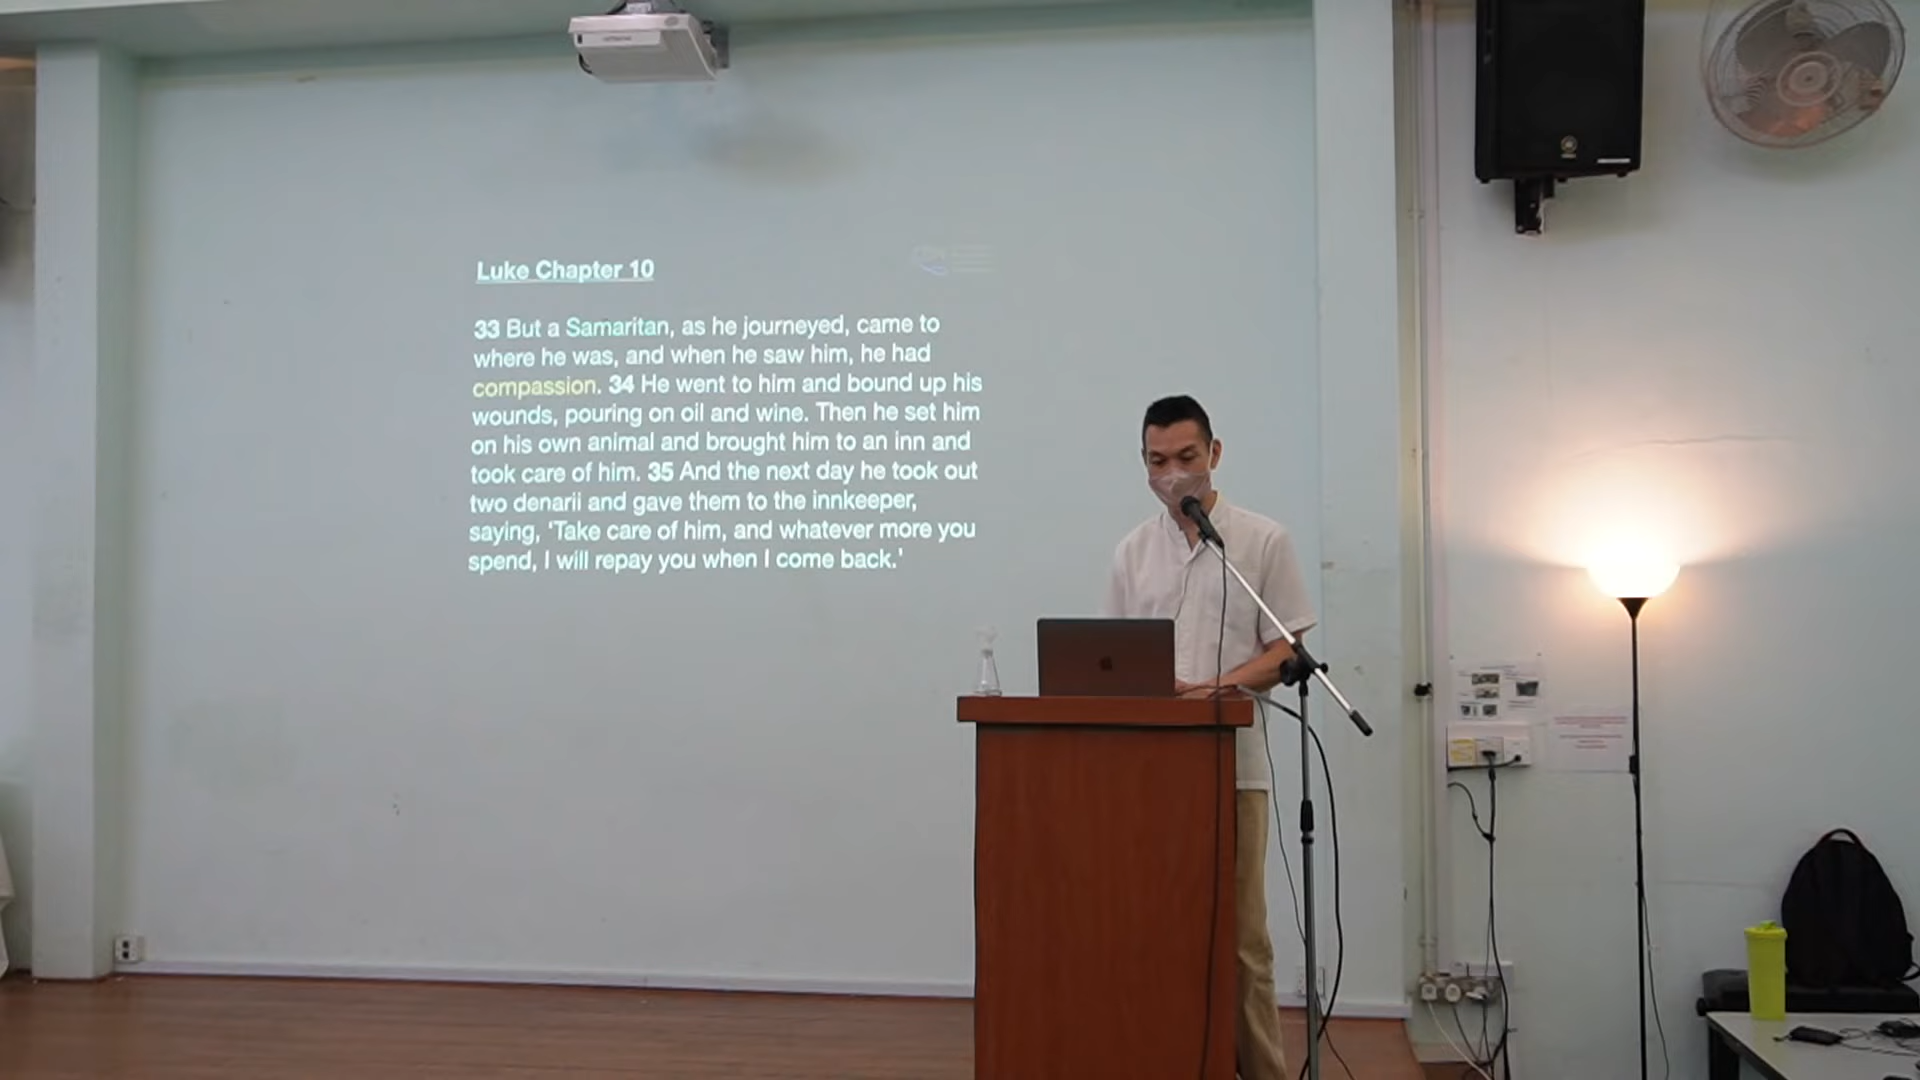 Luke Chapter 10
33 But a Samaritan, as he journeyed, came to
where he was, and when he saw him, he had
compassion. 34 He went to him and bound up his
wounds, pouring on oil and wine. Then he set him
on his own animal and brought him to an inn and
took care of him. 35 And the next day he took out
two denarii and gave them to the innkeeper,
saying, ‘Take care of him, and whatever more you
spend, I will repay you when I come back.’